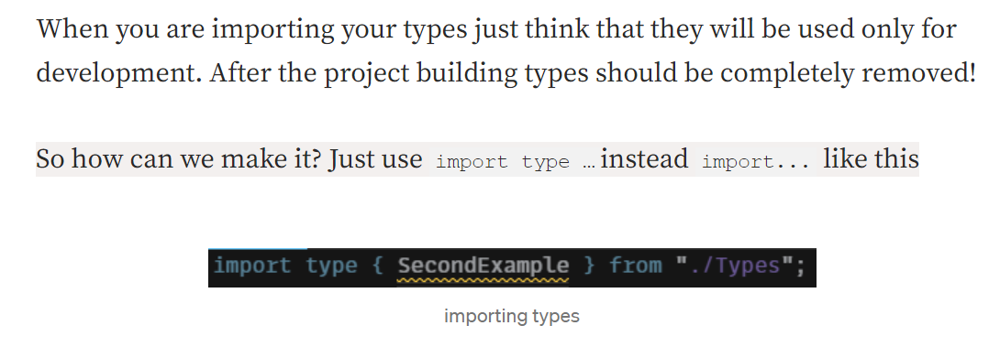 When you are importing your types just think that they will be used only for
development. After the project building types should be completely removed!
So how can we make it? Just use import type … instead import... like this
import type { SecondExample } from "./Types";
importing types